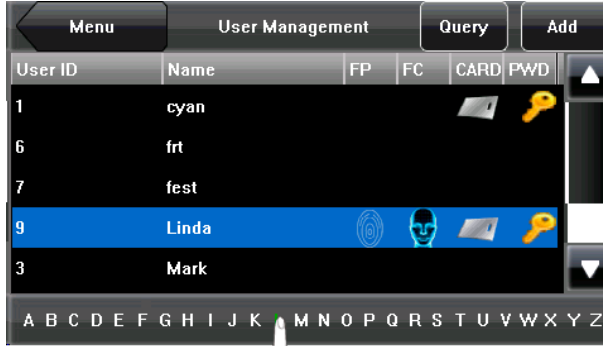 Menu User Management Query Add
User ID Name FP FC CARD PWD
1 cyan
6 frt
7 fest
9 Linda
3 Mark
A B C D E F G H I J K M N O P Q R S T U V W X Y Z